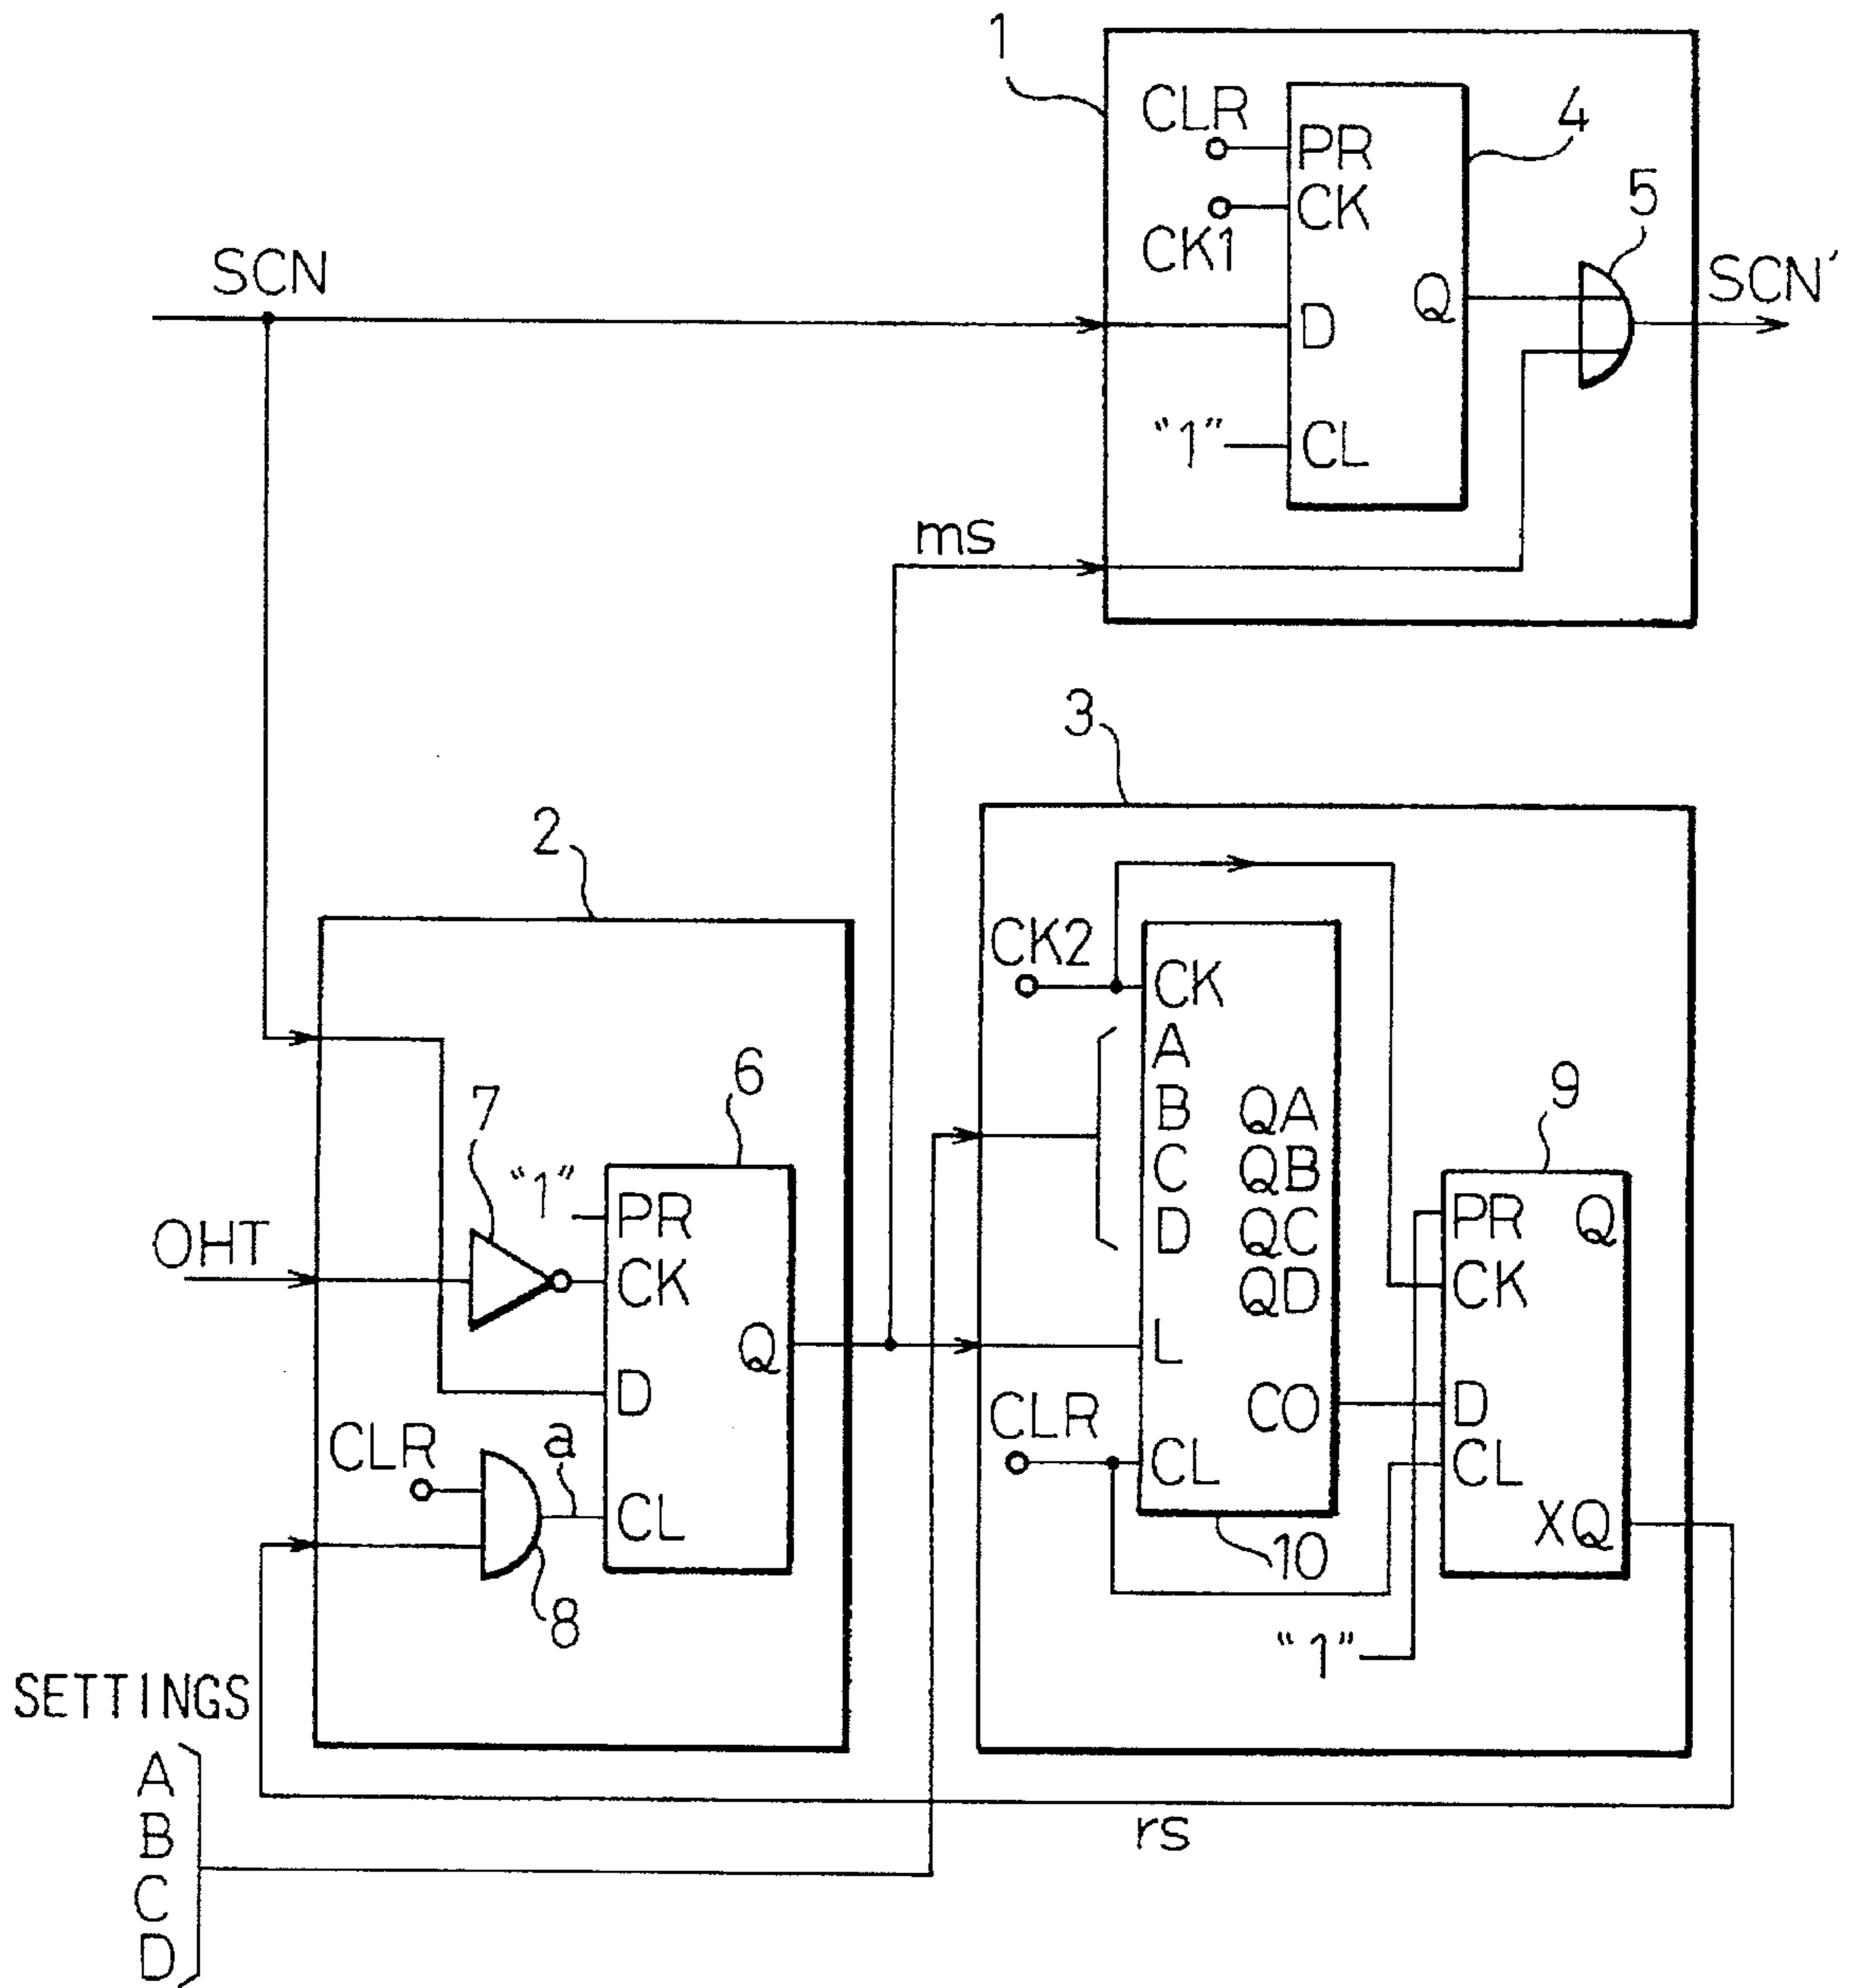 1
CLR
PR
4
CK
CK1
5
SCN
Q
SCN'
D
"1"
CL
ms
3
2
CK2
CK
A
6
9
7
B
QA
C
QB
"1"
PR
D
QC
PR
Q
OHT
CK
QD
CK
Q
L
D
CLR
CO
D
CLR
a
CL
CL
CL
XQ
10
8
"1"
SETTINGS
A
rs
B
C
D